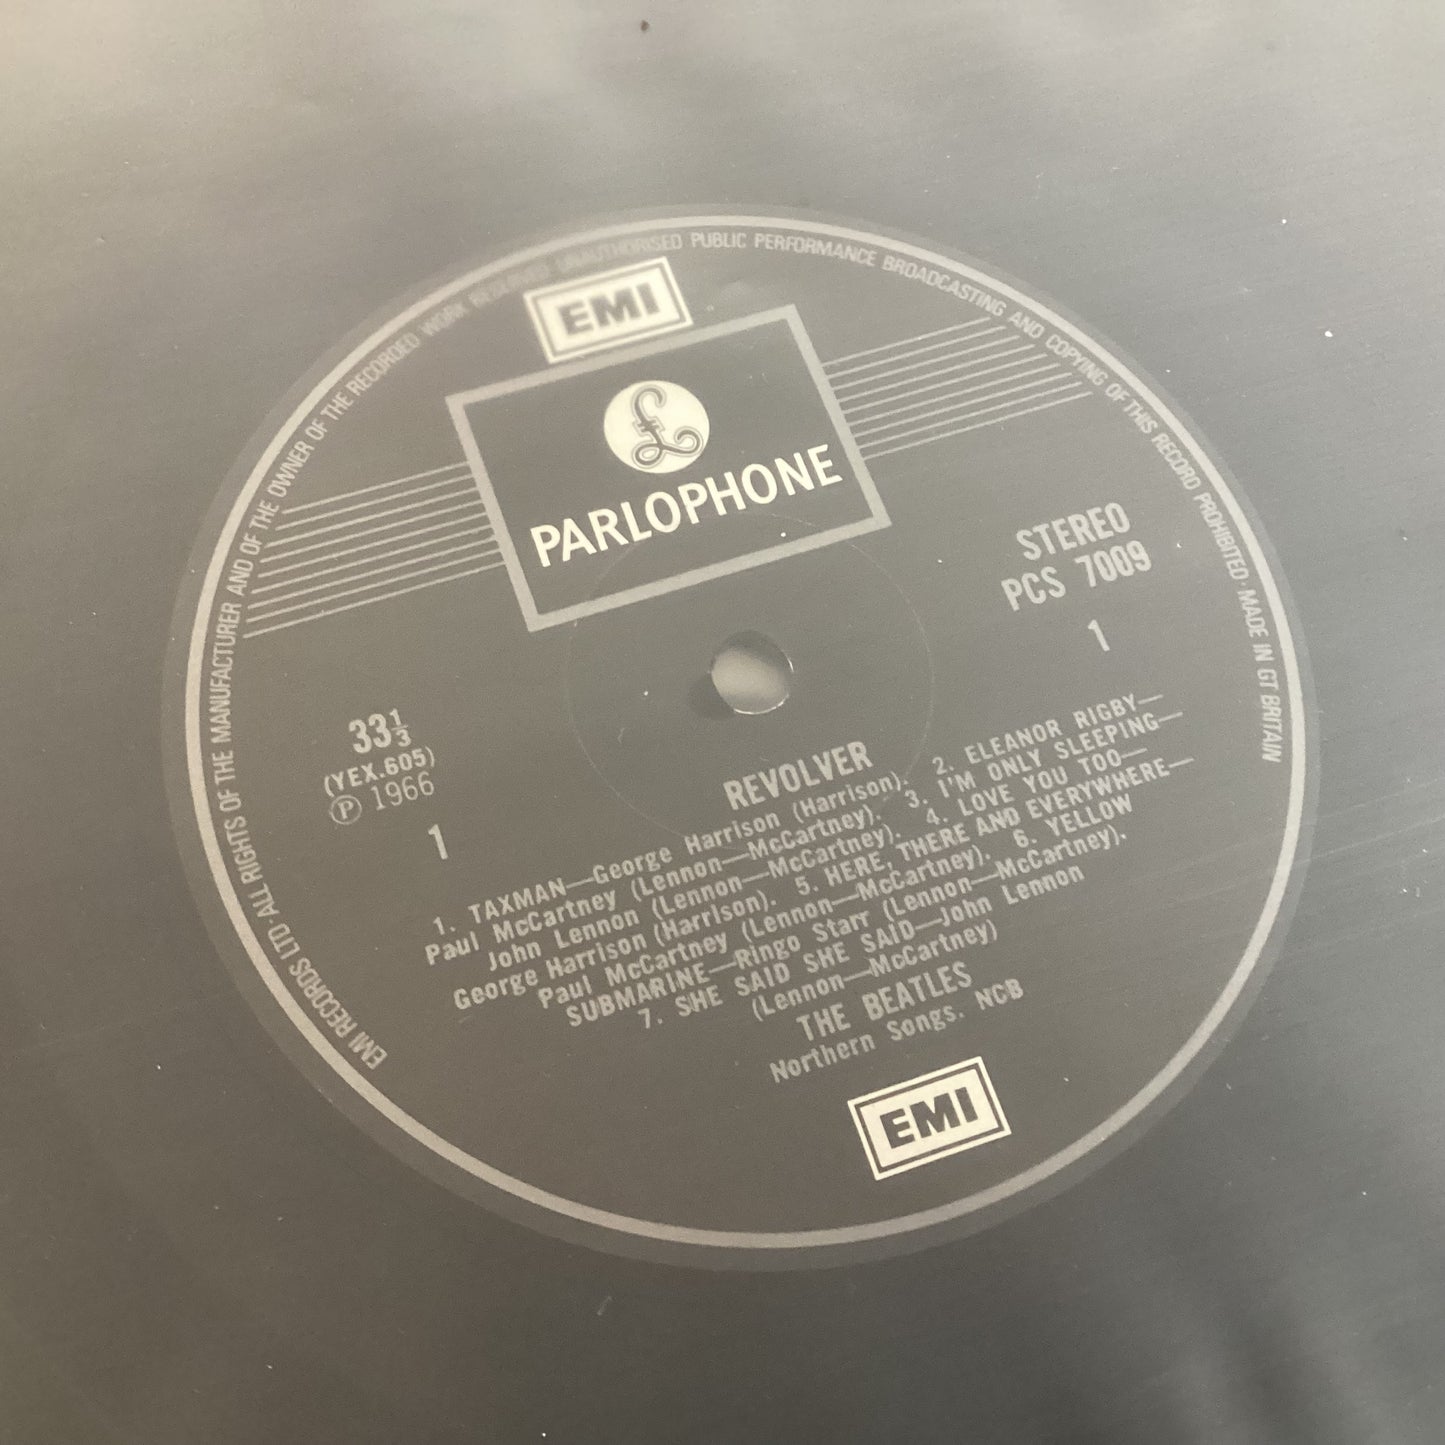 EMI RECORDS LTD·ALL RIGHTS OF THE MANUFACTURER AND OF THE OWNER OF THE RECORDED WORK RESERVED UNAUTHORISED PUBLIC PERFORMANCE BROADCASTING AND COPYING OF THIS RECORD PROHIBITED·MADE IN GT BRITAIN
EMI
£
PARLOPHONE
STEREO
PCS 7009
1
33⅓
(YEX.605)
Ⓟ 1966
1
REVOLVER
1. TAXMAN—George Harrison (Harrison). 2. ELEANOR RIGBY—
Paul McCartney (Lennon—McCartney). 3. I'M ONLY SLEEPING—
John Lennon (Lennon—McCartney). 4. LOVE YOU TOO—
George Harrison (Harrison). 5. HERE, THERE AND EVERYWHERE—
Paul McCartney (Lennon—McCartney). 6. YELLOW
SUBMARINE—Ringo Starr (Lennon—McCartney).
7. SHE SAID SHE SAID—John Lennon
(Lennon—McCartney)
THE BEATLES
Northern Songs. NCB
EMI